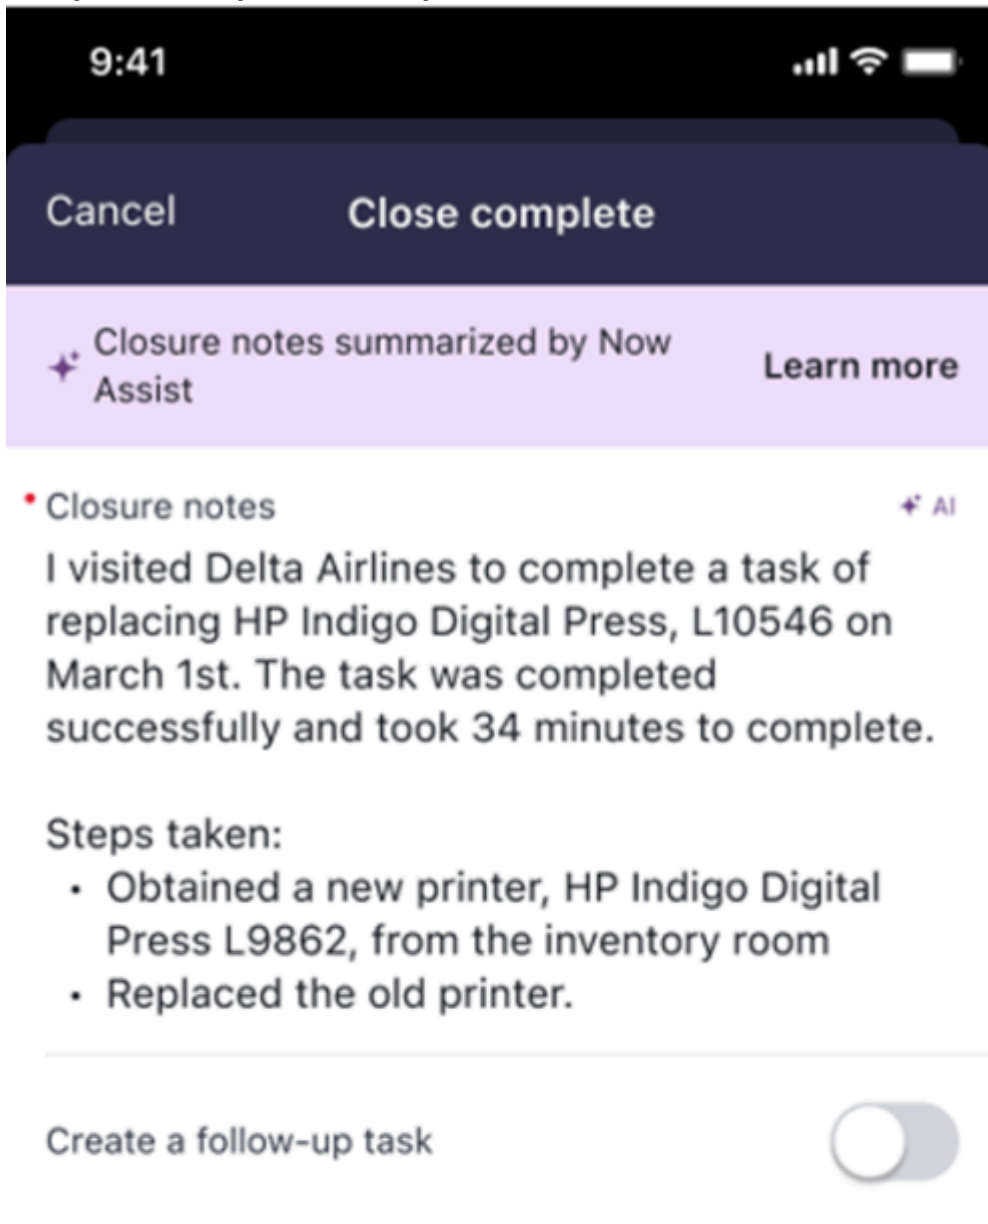 9:41
Cancel
Close complete
Closure notes summarized by Now
Assist
Learn more
Closure notes
AI
I visited Delta Airlines to complete a task of
replacing HP Indigo Digital Press, L10546 on
March 1st. The task was completed
successfully and took 34 minutes to complete.
Steps taken:
• Obtained a new printer, HP Indigo Digital
Press L9862, from the inventory room
• Replaced the old printer.
Create a follow-up task